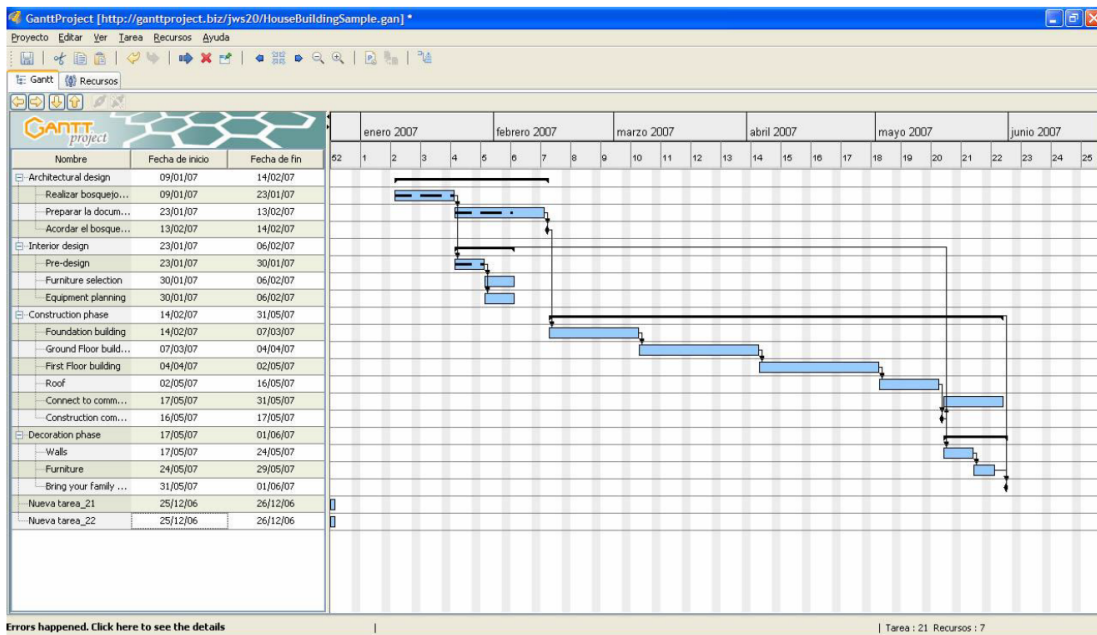 GanttProject [http://ganttproject.biz/jws20/HouseBuildingSample.gan] *
Proyecto Editar Ver Tarea Recursos Ayuda
Gantt Recursos
GANTT project
enero 2007 febrero 2007 marzo 2007 abril 2007 mayo 2007 junio 2007
Nombre Fecha de inicio Fecha de fin 52 1 2 3 4 5 6 7 8 9 10 11 12 13 14 15 16 17 18 19 20 21 22 23 24 25
Architectural design 09/01/07 14/02/07
Realizar bosquejo... 09/01/07 23/01/07
Preparar la docum... 23/01/07 13/02/07
Acordar el bosque... 13/02/07 14/02/07
Interior design 23/01/07 06/02/07
Pre-design 23/01/07 30/01/07
Furniture selection 30/01/07 06/02/07
Equipment planning 30/01/07 06/02/07
Construction phase 14/02/07 31/05/07
Foundation building 14/02/07 07/03/07
Ground Floor build... 07/03/07 04/04/07
First Floor building 04/04/07 02/05/07
Roof 02/05/07 16/05/07
Connect to comm... 17/05/07 31/05/07
Construction com... 16/05/07 17/05/07
Decoration phase 17/05/07 01/06/07
Walls 17/05/07 24/05/07
Furniture 24/05/07 29/05/07
Bring your family ... 31/05/07 01/06/07
Nueva tarea_21 25/12/06 26/12/06
Nueva tarea_22 25/12/06 26/12/06
Errors happened. Click here to see the details Tarea : 21 Recursos : 7